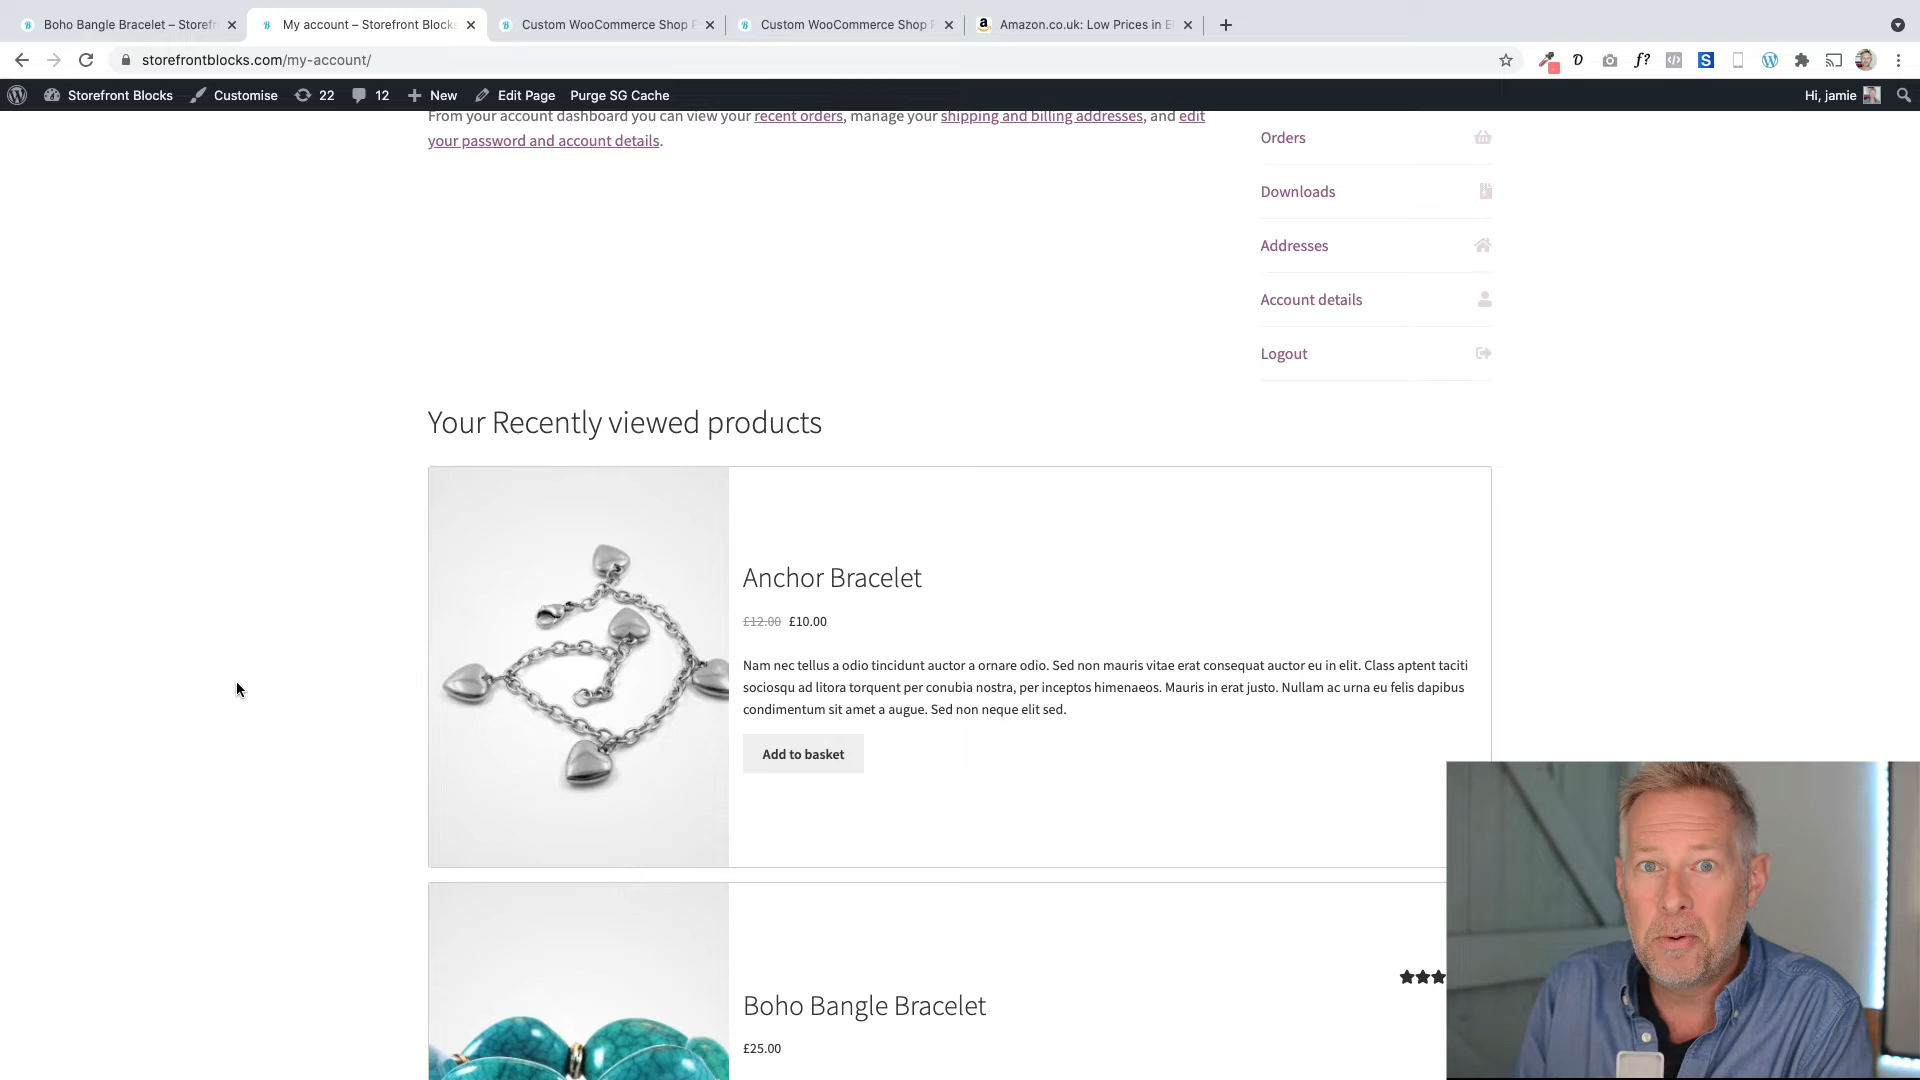 Boho Bangle Bracelet – Storefr
My account – Storefront Blocks
Custom WooCommerce Shop P
Custom WooCommerce Shop P
Amazon.co.uk: Low Prices in El
storefrontblocks.com/my-account/
Storefront Blocks
Customise
22
12
New
Edit Page
Purge SG Cache
Hi, jamie
From your account dashboard you can view your recent orders, manage your shipping and billing addresses, and edit
your password and account details.
Orders
Downloads
Addresses
Account details
Logout
Your Recently viewed products
Anchor Bracelet
£12.00 £10.00
Nam nec tellus a odio tincidunt auctor a ornare odio. Sed non mauris vitae erat consequat auctor eu in elit. Class aptent taciti
sociosqu ad litora torquent per conubia nostra, per inceptos himenaeos. Mauris in erat justo. Nullam ac urna eu felis dapibus
condimentum sit amet a augue. Sed non neque elit sed.
Add to basket
Boho Bangle Bracelet
£25.00